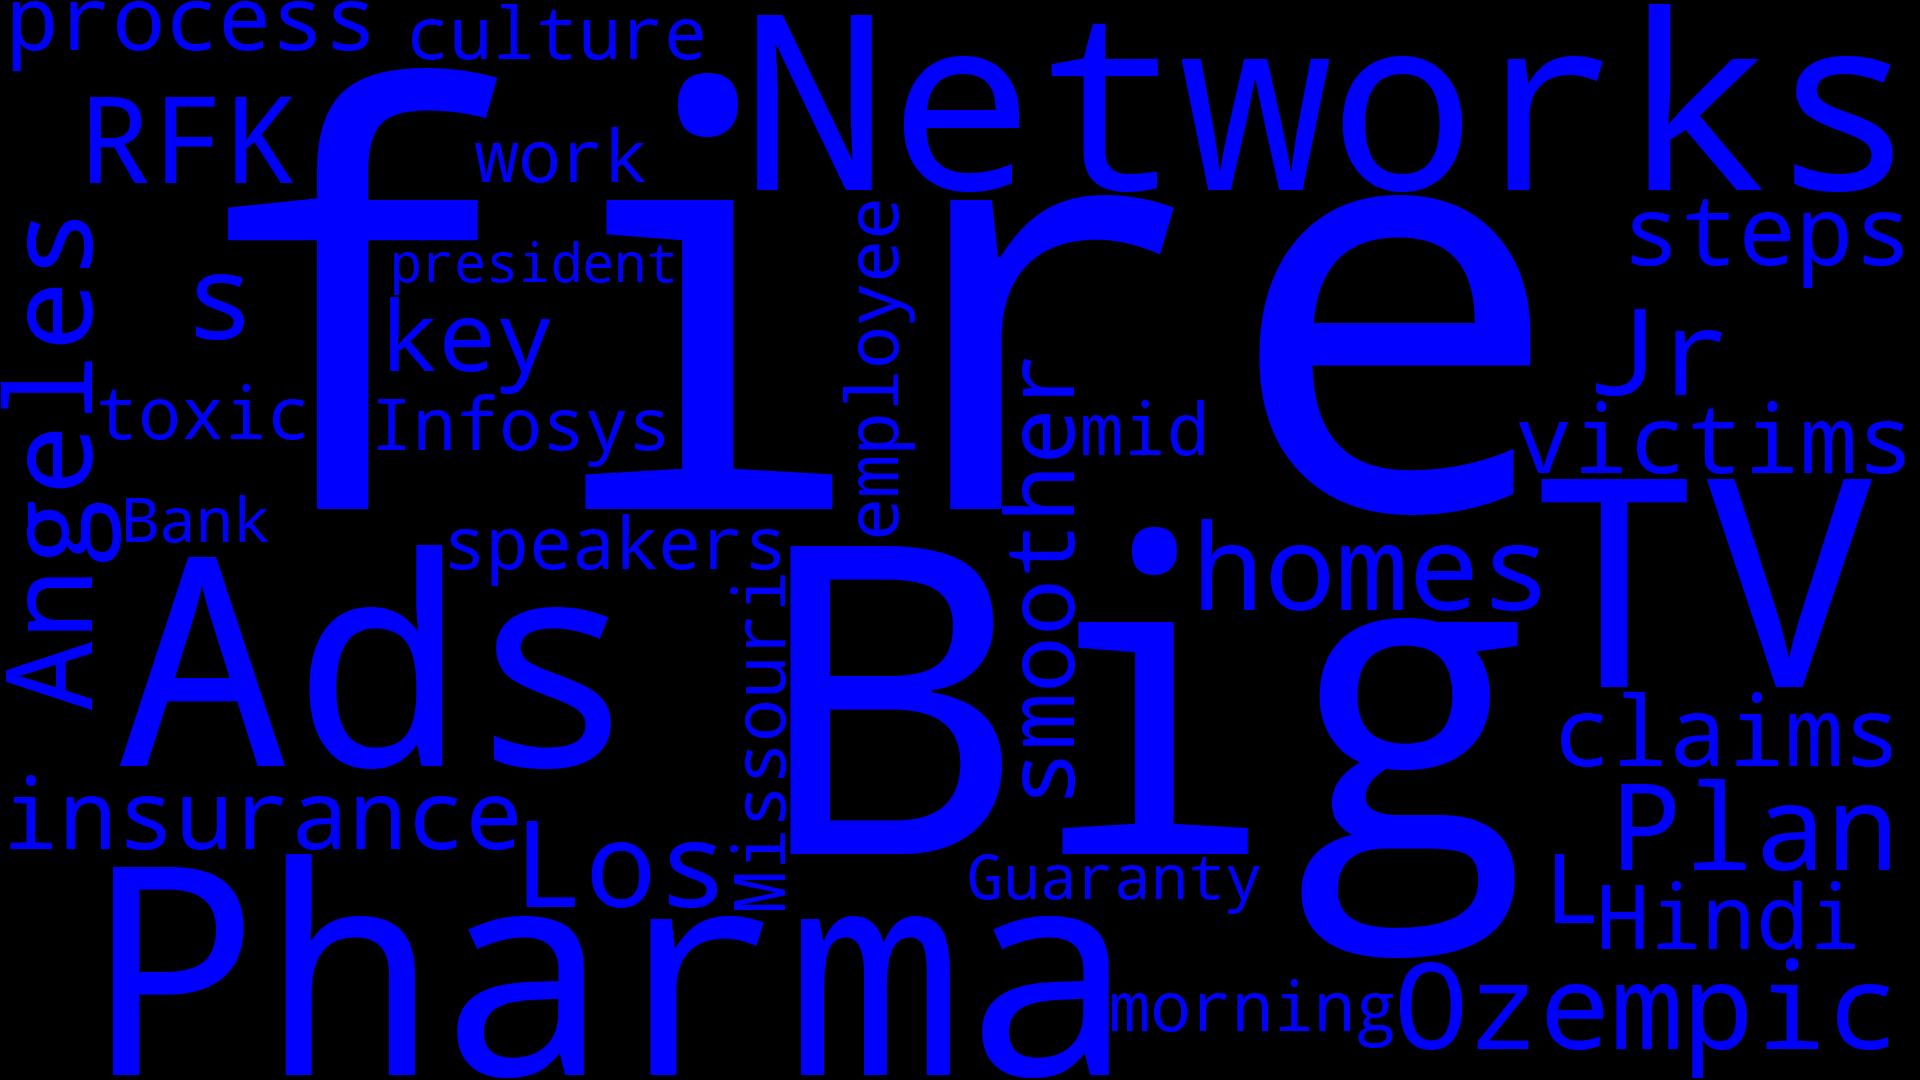 process
culture
Networks
RFK
work
fire
steps
Angeles
s
president
key
employee
Jr
toxic
Infosys
smoother
mid
victims
Bank
speakers
homes
TV
Ads
Big
Missouri
claims
insurance
Los
Plan
Guaranty
L
Hindi
Pharma
morning
Ozempic